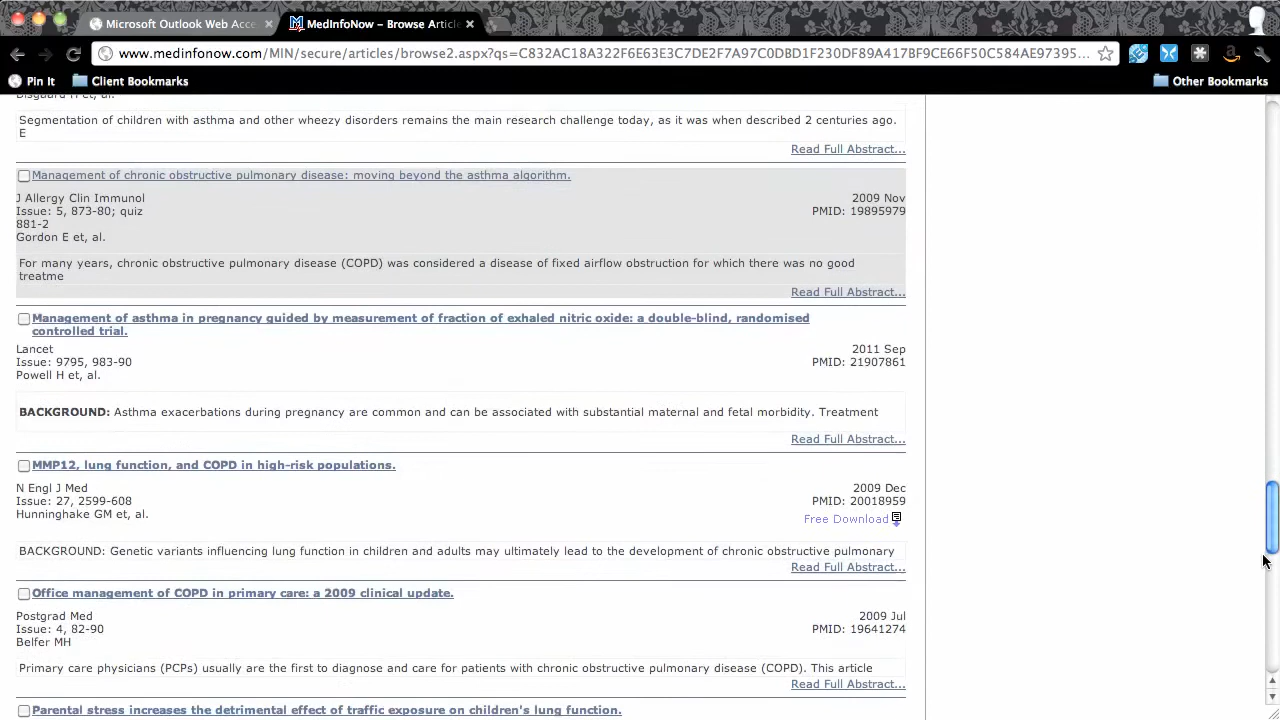 Microsoft Outlook Web Acce
MedInfoNow – Browse Article
www.medinfonow.com/MIN/secure/articles/browse2.aspx?qs=C832AC18A322F6E63E3C7DE2F7A97C0DBD1F230DF89A417BF9CE66F50C584AE97395...
Pin It
Client Bookmarks
Other Bookmarks
Disgaard H et, al.
Segmentation of children with asthma and other wheezy disorders remains the main research challenge today, as it was when described 2 centuries ago.
E
Read Full Abstract...
Management of chronic obstructive pulmonary disease: moving beyond the asthma algorithm.
J Allergy Clin Immunol
2009 Nov
Issue: 5, 873-80; quiz
PMID: 19895979
881-2
Gordon E et, al.
For many years, chronic obstructive pulmonary disease (COPD) was considered a disease of fixed airflow obstruction for which there was no good
treatme
Read Full Abstract...
Management of asthma in pregnancy guided by measurement of fraction of exhaled nitric oxide: a double-blind, randomised
controlled trial.
Lancet
2011 Sep
Issue: 9795, 983-90
PMID: 21907861
Powell H et, al.
BACKGROUND: Asthma exacerbations during pregnancy are common and can be associated with substantial maternal and fetal morbidity. Treatment
Read Full Abstract...
MMP12, lung function, and COPD in high-risk populations.
N Engl J Med
2009 Dec
Issue: 27, 2599-608
PMID: 20018959
Hunninghake GM et, al.
Free Download
BACKGROUND: Genetic variants influencing lung function in children and adults may ultimately lead to the development of chronic obstructive pulmonary
Read Full Abstract...
Office management of COPD in primary care: a 2009 clinical update.
Postgrad Med
2009 Jul
Issue: 4, 82-90
PMID: 19641274
Belfer MH
Primary care physicians (PCPs) usually are the first to diagnose and care for patients with chronic obstructive pulmonary disease (COPD). This article
Read Full Abstract...
Parental stress increases the detrimental effect of traffic exposure on children's lung function.